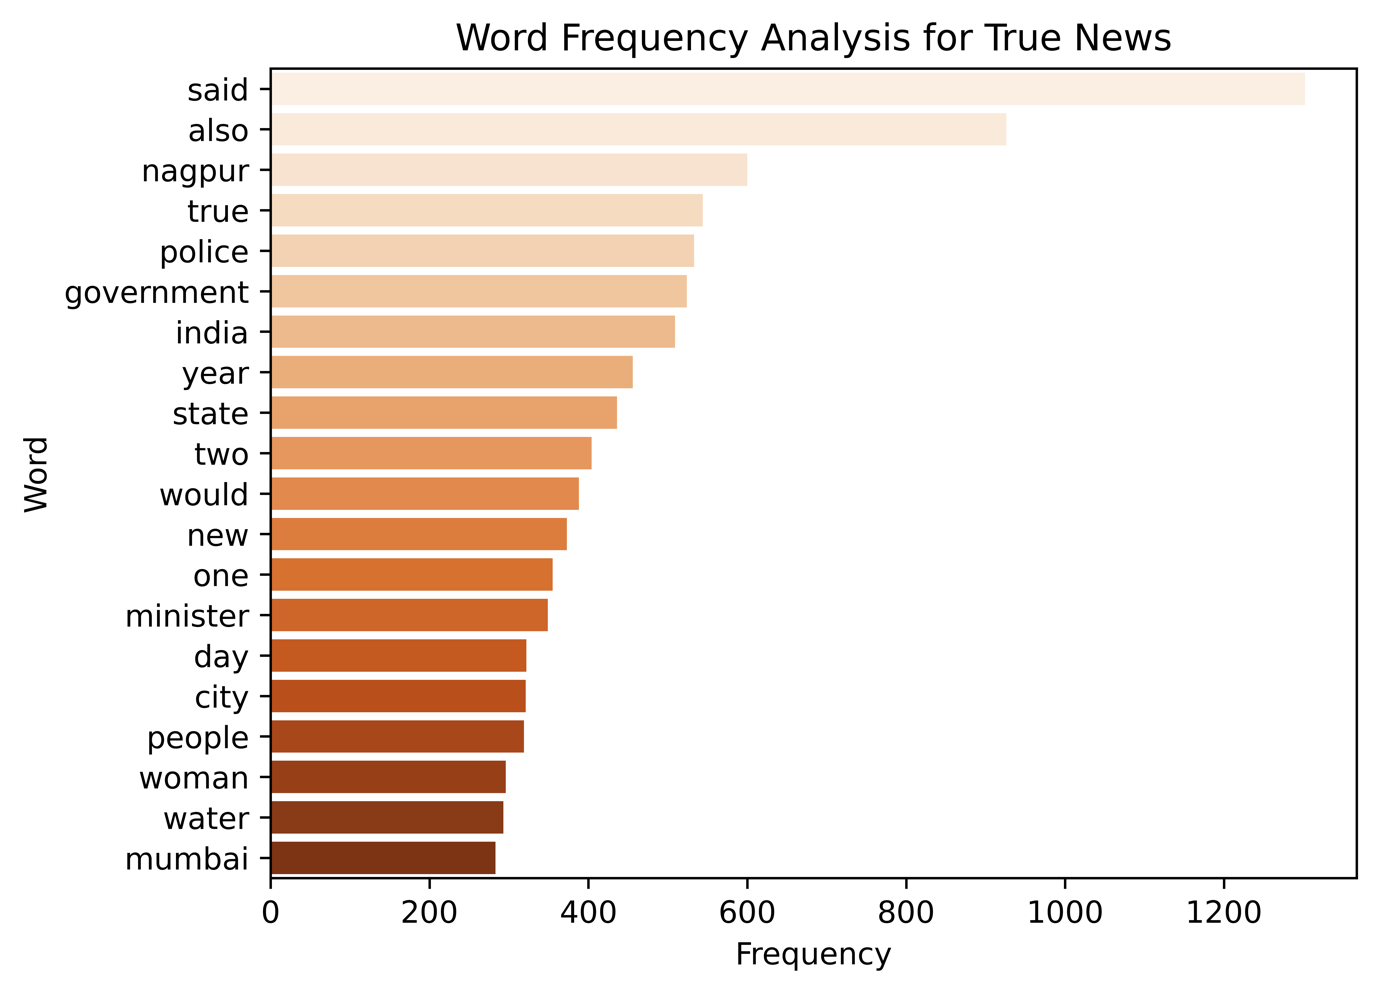 Word Frequency Analysis for True News
said
also
nagpur
true
police
government
india
year
state
two
would
new
one
minister
day
city
people
woman
water
mumbai
Word
0 200 400 600 800 1000 1200
Frequency